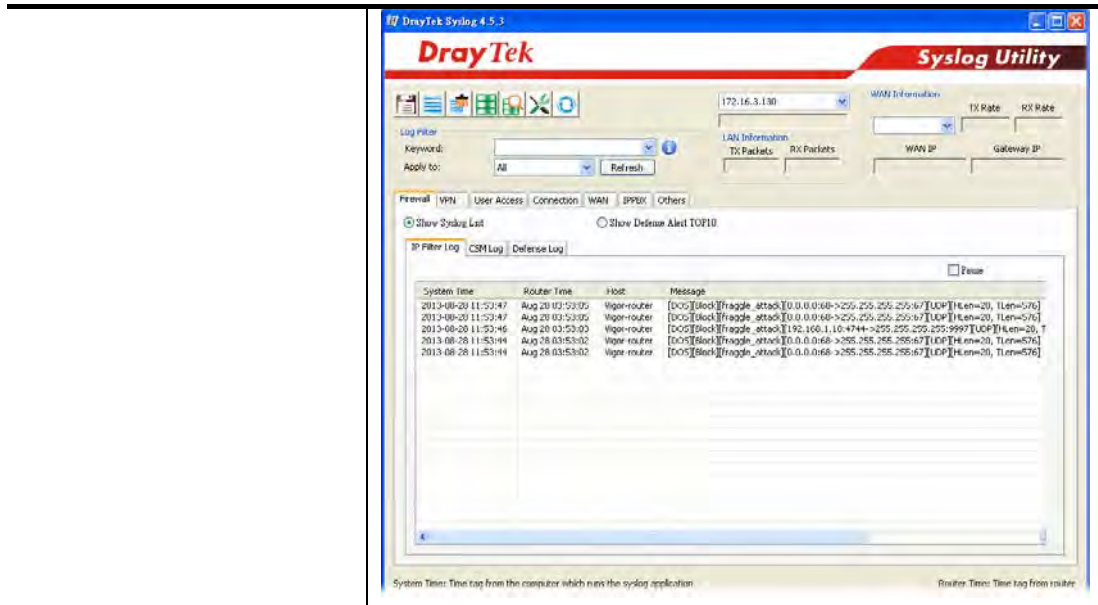 DrayTek Syslog 4.5.3
DrayTek
Syslog Utility
172.16.3.130
WAN Information
TX Rate RX Rate
Log Filter
Keyword:
LAN Information
TX Packets RX Packets
WAN IP Gateway IP
Apply to: All Refresh
Firewall VPN User Access Connection WAN IPPBX Others
Show Syslog List Show Defense Alert TOP10
IP Filter Log CSM Log Defense Log
Pause
System Time Router Time Host Message
2013-08-28 11:53:47 Aug 28 03:53:05 Vigor-router [DOS][Block][fraggle_attack][0.0.0.0:68->255.255.255.255:67][UDP][HLen=20, TLen=576]
2013-08-28 11:53:47 Aug 28 03:53:05 Vigor-router [DOS][Block][fraggle_attack][0.0.0.0:68->255.255.255.255:67][UDP][HLen=20, TLen=576]
2013-08-28 11:53:46 Aug 28 03:53:03 Vigor-router [DOS][Block][fraggle_attack][192.168.1.10:4744->255.255.255.255:9997][UDP][HLen=20, T
2013-08-28 11:53:44 Aug 28 03:53:02 Vigor-router [DOS][Block][fraggle_attack][0.0.0.0:68->255.255.255.255:67][UDP][HLen=20, TLen=576]
2013-08-28 11:53:44 Aug 28 03:53:02 Vigor-router [DOS][Block][fraggle_attack][0.0.0.0:68->255.255.255.255:67][UDP][HLen=20, TLen=576]
System Time: Time tag from the computer which runs the syslog application Router Time: Time tag from router